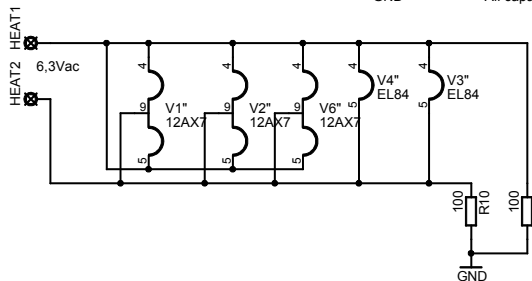 GND
HEAT1
HEAT2
6,3Vac
4
4
4
4
4
V1"
12AX7
9
V2"
12AX7
9
V6"
12AX7
9
V4"
EL84
V3"
EL84
5
5
5
5
5
100
R10
100
GND